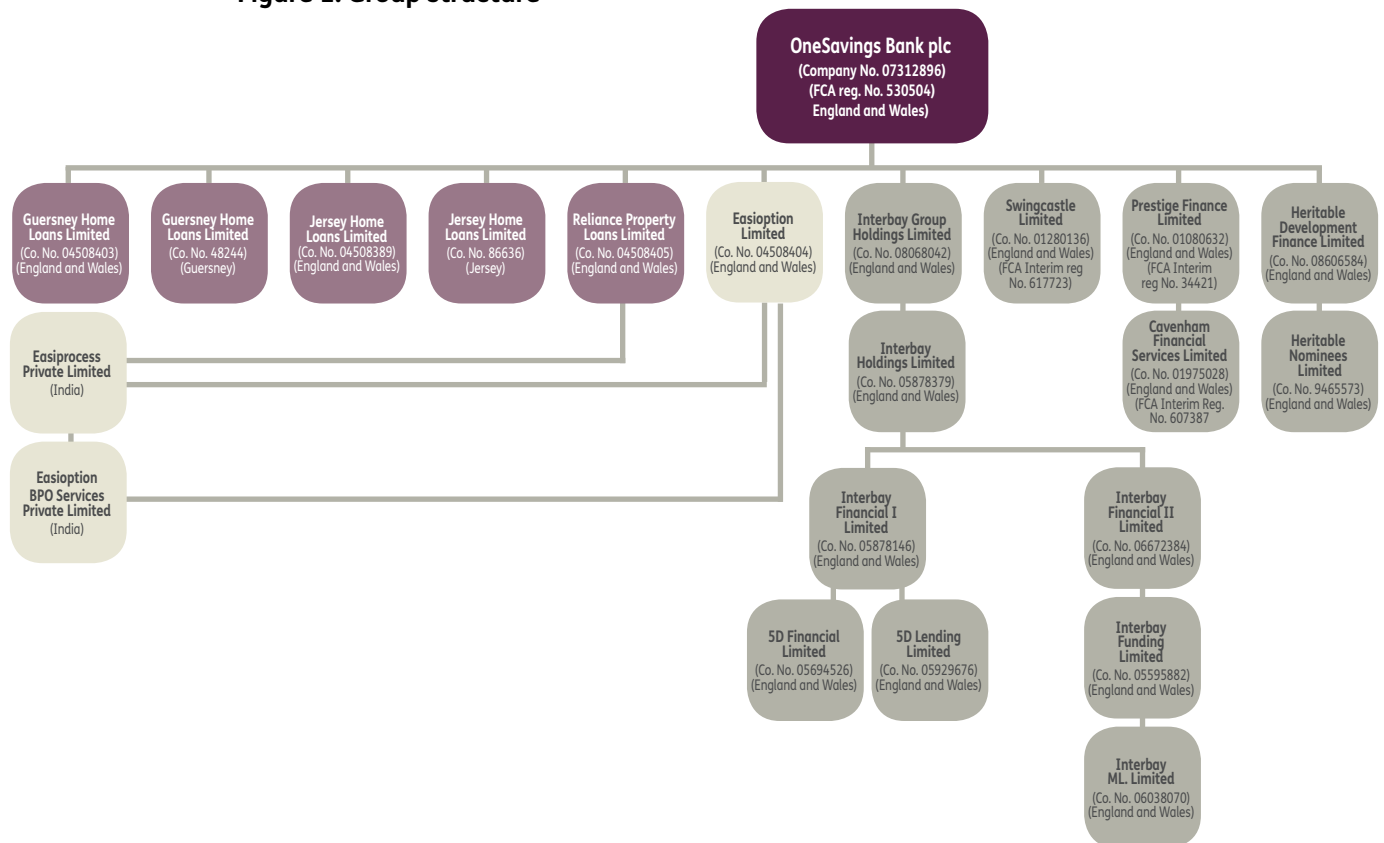 Figure 1: Group Structure
OneSavings Bank plc
(Company No. 07312896)
(FCA reg. No. 530504)
England and Wales)
Guersney Home
Loans Limited
(Co. No. 04508403)
(England and Wales)
Guersney Home
Loans Limited
(Co. No. 48244)
(Guersney)
Jersey Home
Loans Limited
(Co. No. 04508389)
(England and Wales)
Jersey Home
Loans Limited
(Co. No. 86636)
(Jersey)
Reliance Property
Loans Limited
(Co. No. 04508405)
(England and Wales)
Easioption
Limited
(Co. No. 04508404)
(England and Wales)
Interbay Group
Holdings Limited
(Co. No. 08068042)
(England and Wales)
Swingcastle
Limited
(Co. No. 01280136)
(England and Wales)
(FCA Interim reg
No. 617723)
Prestige Finance
Limited
(Co. No. 01080632)
(England and Wales)
(FCA Interim
reg No. 34421)
Heritable
Development
Finance Limited
(Co. No. 08606584)
(England and Wales)
Easiprocess
Private Limited
(India)
Interbay
Holdings Limited
(Co. No. 05878379)
(England and Wales)
Cavenham
Financial
Services Limited
(Co. No. 01975028)
(England and Wales)
(FCA Interim Reg.
No. 607387
Heritable
Nominees
Limited
(Co. No. 9465573)
(England and Wales)
Easioption
BPO Services
Private Limited
(India)
Interbay
Financial I
Limited
(Co. No. 05878146)
(England and Wales)
Interbay
Financial II
Limited
(Co. No. 06672384)
(England and Wales)
5D Financial
Limited
(Co. No. 05694526)
(England and Wales)
5D Lending
Limited
(Co. No. 05929676)
(England and Wales)
Interbay
Funding
Limited
(Co. No. 05595882)
(England and Wales)
Interbay
ML. Limited
(Co. No. 06038070)
(England and Wales)